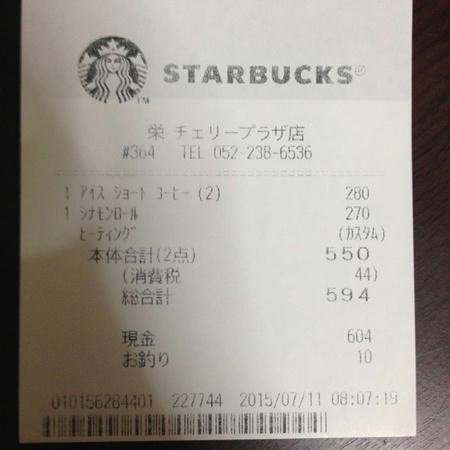 STARBUCKS®
TM
栄 チェリープラザ店
#364 TEL 052-238-6536
1 ｱｲｽ ｼｮｰﾄ ｺｰﾋｰ(2) 280
1 ｼﾅﾓﾝﾛｰﾙ 270
ﾋｰﾃｨﾝｸﾞ (ｶｽﾀﾑ)
本体合計(2点) 550
(消費税 44)
総合計 594
現金 604
お釣り 10
010156284401 227744 2015/07/11 08:07:19